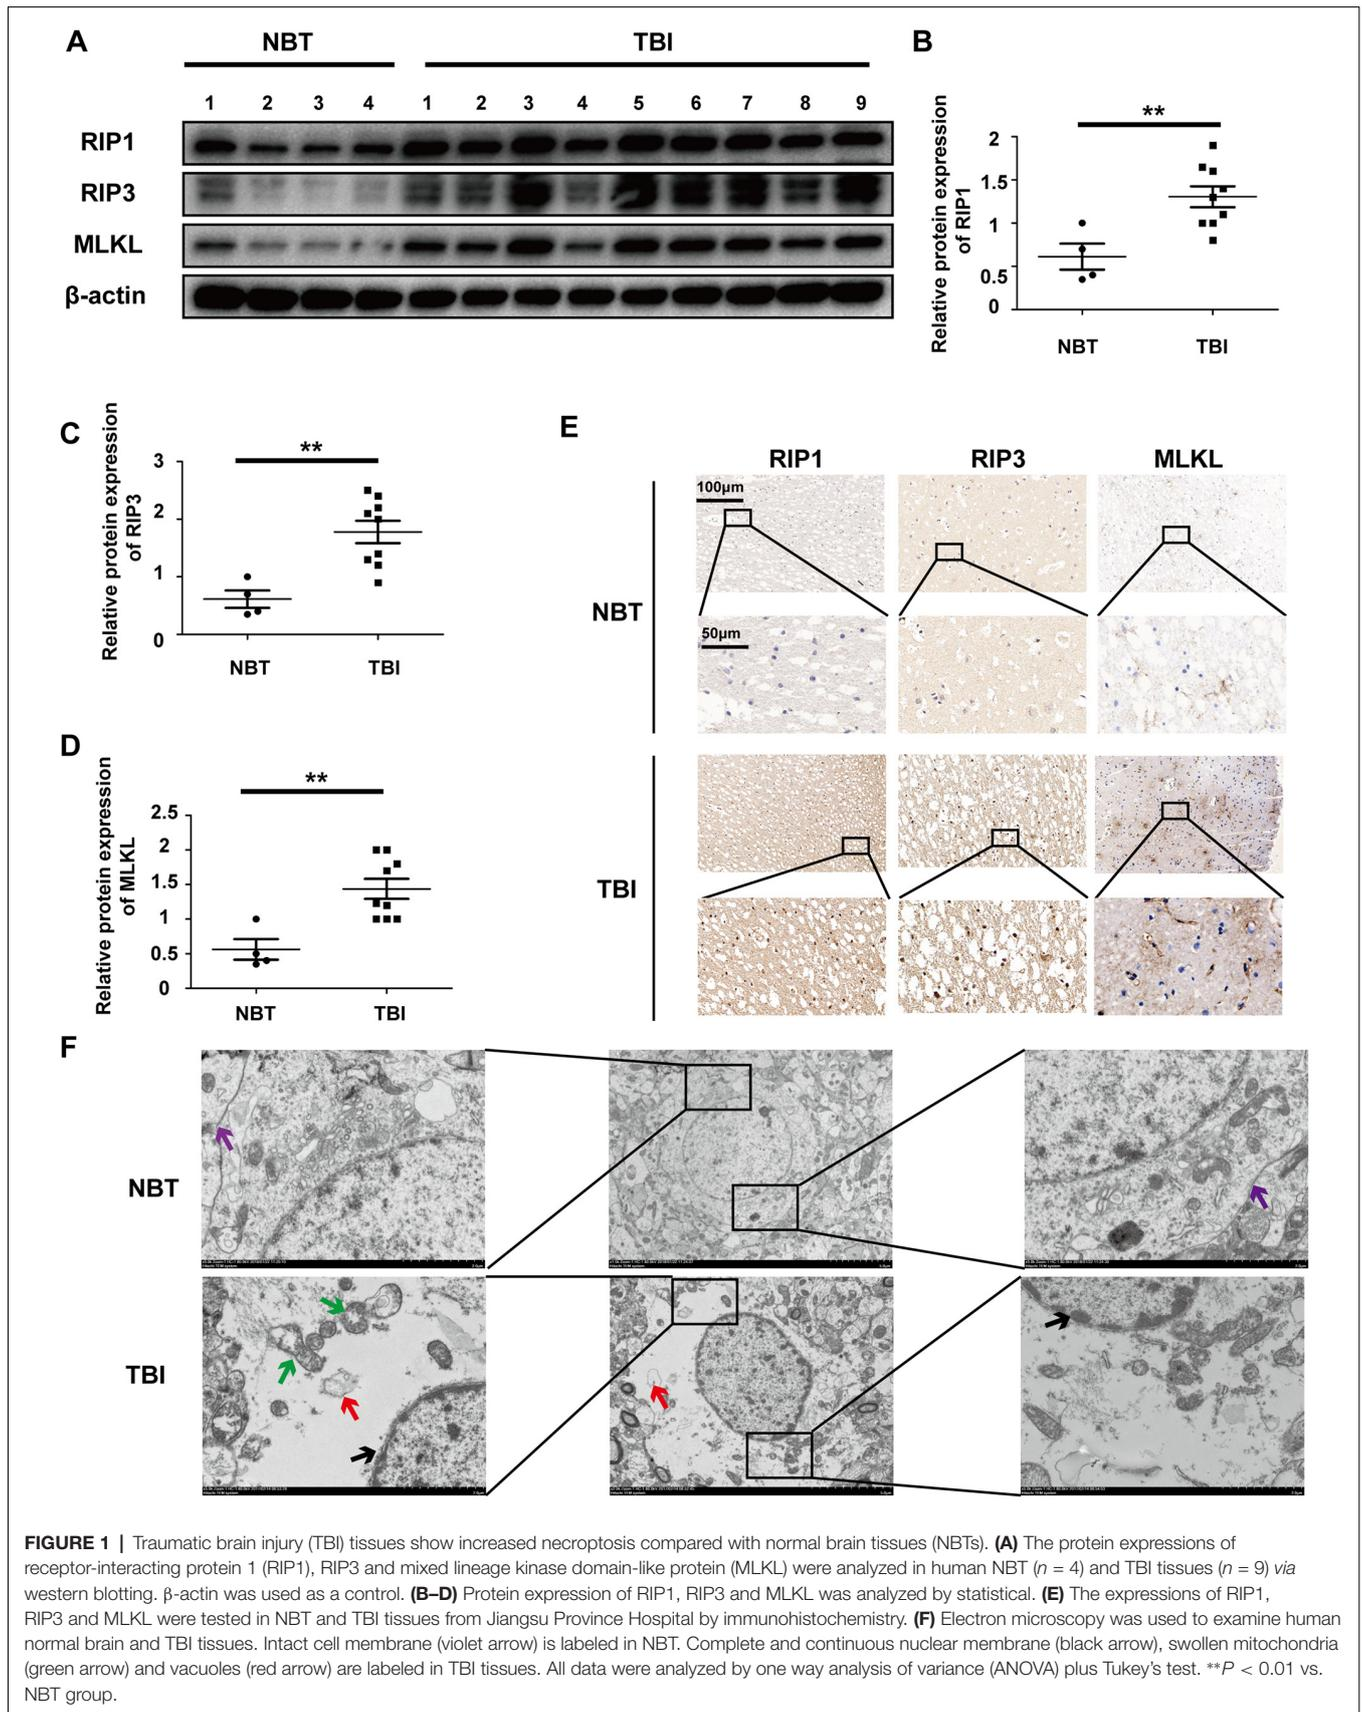 A
NBT
TBI
1 2 3 4 1 2 3 4 5 6 7 8 9
RIP1
RIP3
MLKL
β-actin
B
**
Relative protein expression
of RIP1
2
1.5
1
0.5
0
NBT TBI
C
**
Relative protein expression
of RIP3
3
2
1
0
NBT TBI
D
**
Relative protein expression
of MLKL
2.5
2
1.5
1
0.5
0
NBT TBI
E
RIP1 RIP3 MLKL
100μm
NBT
50μm
TBI
F
NBT
TBI
FIGURE 1 | Traumatic brain injury (TBI) tissues show increased necroptosis compared with normal brain tissues (NBTs). (A) The protein expressions of
receptor-interacting protein 1 (RIP1), RIP3 and mixed lineage kinase domain-like protein (MLKL) were analyzed in human NBT (n = 4) and TBI tissues (n = 9) via
western blotting. β-actin was used as a control. (B–D) Protein expression of RIP1, RIP3 and MLKL was analyzed by statistical. (E) The expressions of RIP1,
RIP3 and MLKL were tested in NBT and TBI tissues from Jiangsu Province Hospital by immunohistochemistry. (F) Electron microscopy was used to examine human
normal brain and TBI tissues. Intact cell membrane (violet arrow) is labeled in NBT. Complete and continuous nuclear membrane (black arrow), swollen mitochondria
(green arrow) and vacuoles (red arrow) are labeled in TBI tissues. All data were analyzed by one way analysis of variance (ANOVA) plus Tukey's test. **P < 0.01 vs.
NBT group.